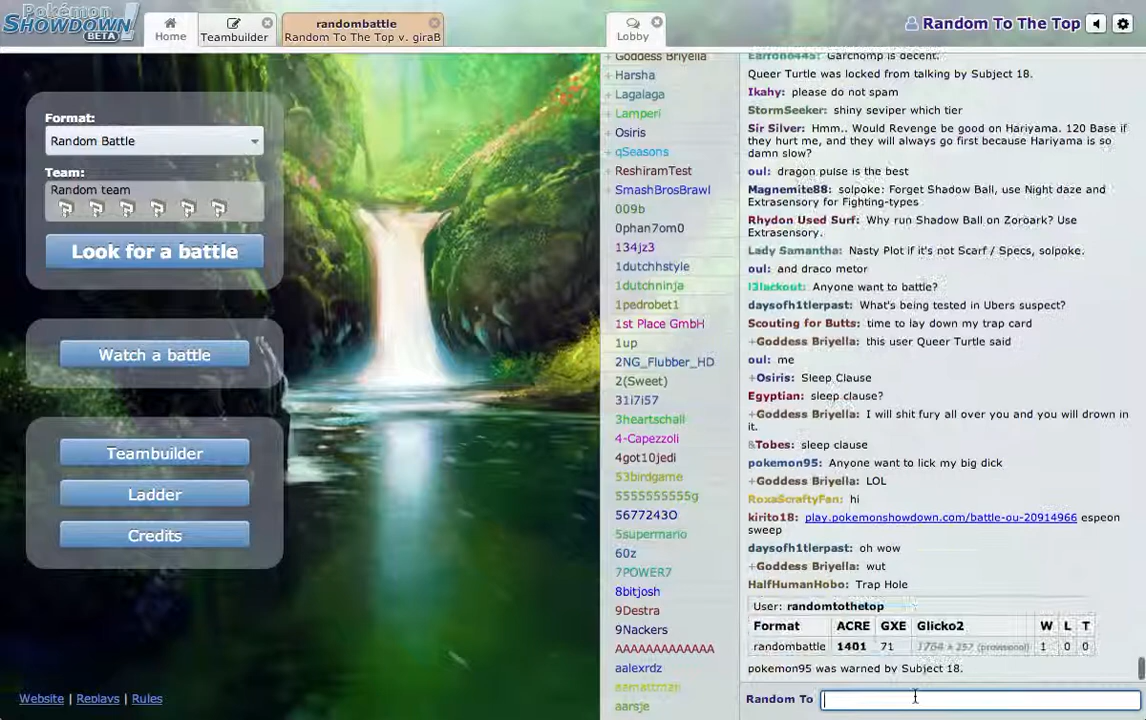 Pokémon
SHOWDOWN!
BETA
Home
Teambuilder
randombattle
Random To The Top v. giraB
Lobby
Random To The Top
Format:
Random Battle
Team:
Random team
Look for a battle
Watch a battle
Teambuilder
Ladder
Credits
Website | Replays | Rules
+ Goddess Briyella
+ Harsha
+ Lagalaga
+ Lamperi
+ Osiris
+ qSeasons
+ ReshiramTest
+ SmashBrosBrawl
009b
0phan7om0
134jz3
1dutchhstyle
1dutchninja
1pedrobet1
1st Place GmbH
1up
2NG_Flubber_HD
2(Sweet)
31i7i57
3heartschall
4-Capezzoli
4got10jedi
53birdgame
5555555555g
5677243O
5supermario
60z
7POWER7
8bitjosh
9Destra
9Nackers
AAAAAAAAAAAAA
aalexrdz
aamattman
aarsje
Garchomp is decent.
Queer Turtle was locked from talking by Subject 18.
Ikahy: please do not spam
StormSeeker: shiny seviper which tier
Sir Silver: Hmm.. Would Revenge be good on Hariyama. 120 Base if
they hurt me, and they will always go first because Hariyama is so
damn slow?
oul: dragon pulse is the best
Magnemite88: solpoke: Forget Shadow Ball, use Night daze and
Extrasensory for Fighting-types
Rhydon Used Surf: Why run Shadow Ball on Zoroark? Use
Extrasensory.
Lady Samantha: Nasty Plot if it's not Scarf / Specs, solpoke.
oul: and draco metor
l3lackout: Anyone want to battle?
daysofh1tlerpast: What's being tested in Ubers suspect?
Scouting for Butts: time to lay down my trap card
+Goddess Briyella: this user Queer Turtle said
oul: me
+Osiris: Sleep Clause
Egyptian: sleep clause?
+Goddess Briyella: I will shit fury all over you and you will drown in
it.
&Tobes: sleep clause
pokemon95: Anyone want to lick my big dick
+Goddess Briyella: LOL
RoxaScraftyFan: hi
kirito18: play.pokemonshowdown.com/battle-ou-20914966 espeon
sweep
daysofh1tlerpast: oh wow
+Goddess Briyella: wut
HalfHumanHobo: Trap Hole
User: randomtothetop
Format ACRE GXE Glicko2 W L T
randombattle 1401 71 1764 ± 257 (provisional) 1 0 0
pokemon95 was warned by Subject 18.
Random To